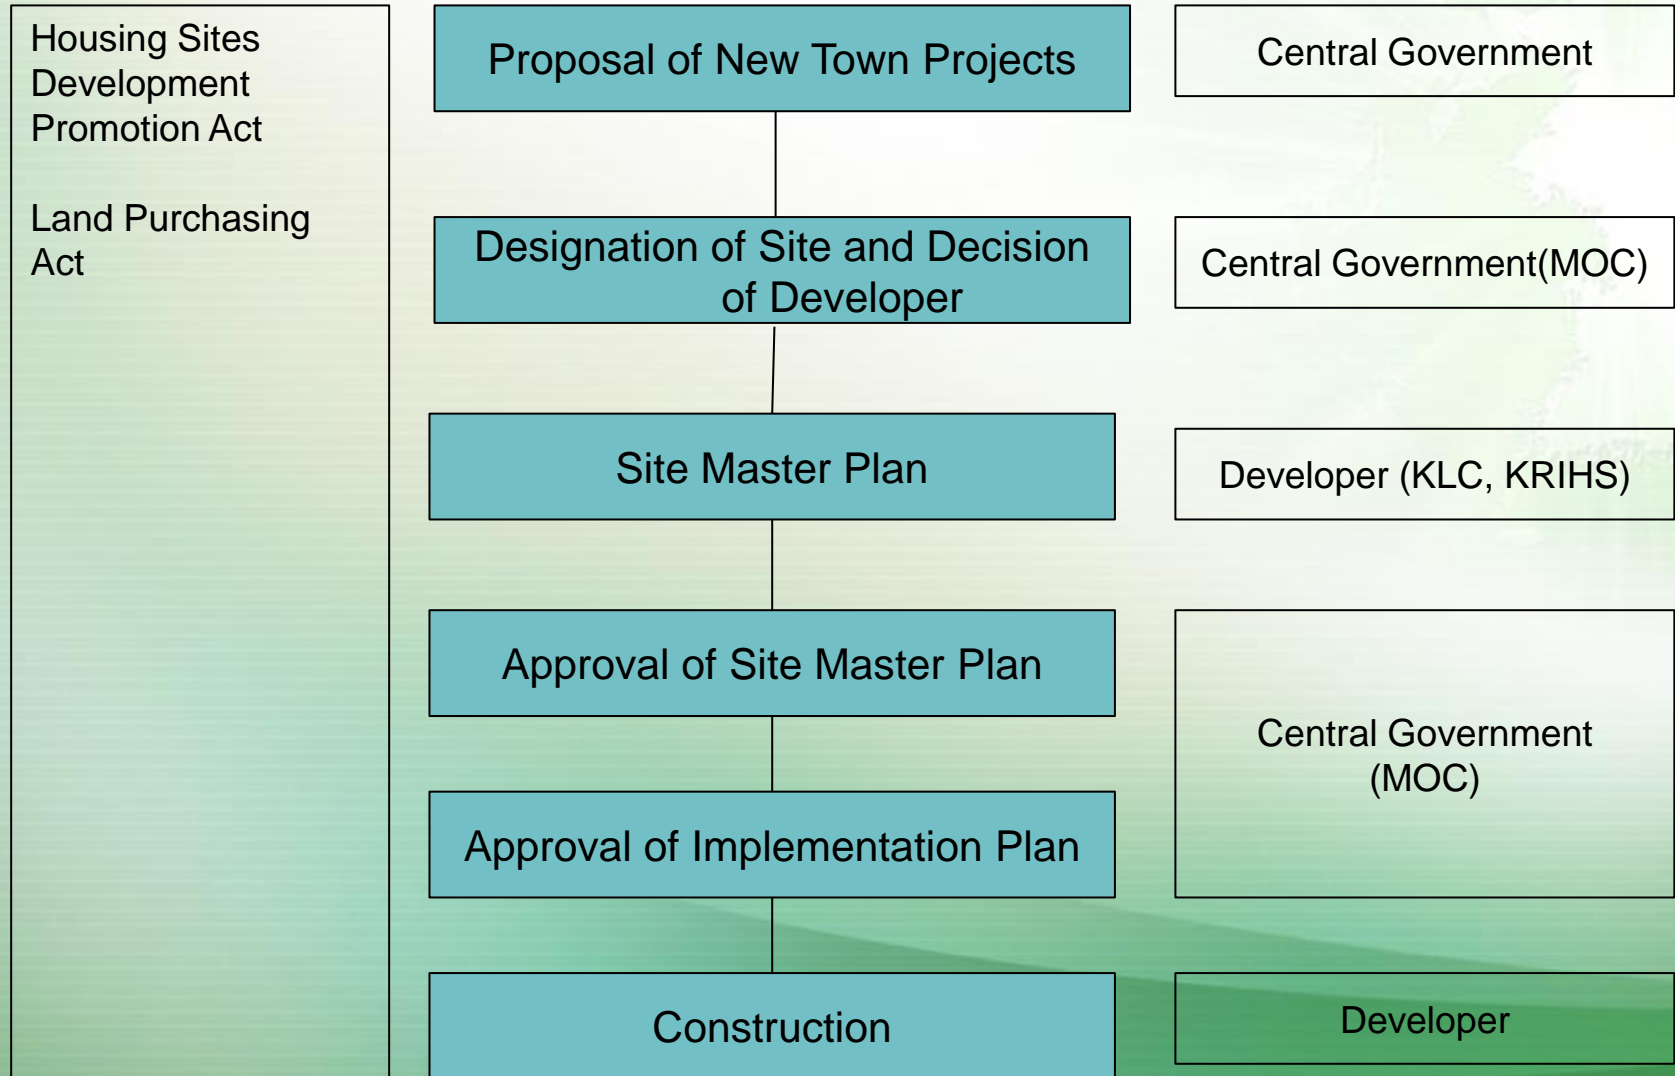 Housing Sites
Development
Promotion Act
Land Purchasing
Act
Proposal of New Town Projects
Central Government
Designation of Site and Decision
of Developer
Central Government(MOC)
Site Master Plan
Developer (KLC, KRIHS)
Approval of Site Master Plan
Central Government
(MOC)
Approval of Implementation Plan
Construction
Developer